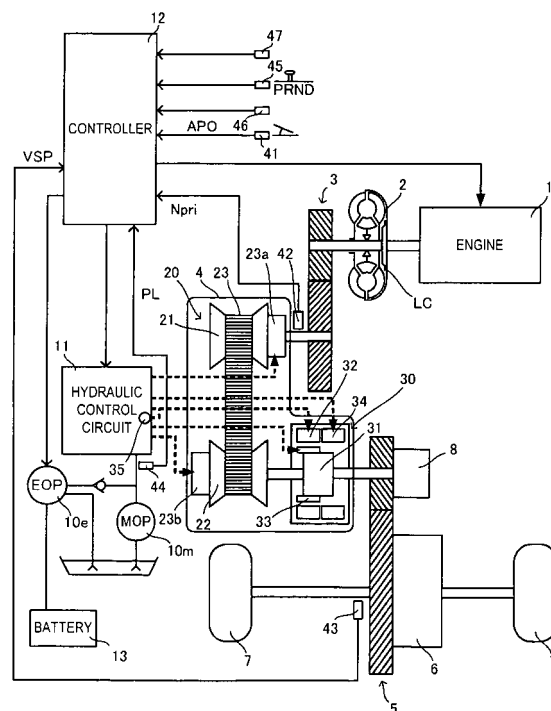 12
47
45
PRND
CONTROLLER
46
APO
41
VSP
3
2
1
Npri
ENGINE
23a
42
LC
4
20
23
PL
21
11
32
34
30
HYDRAULIC
CONTROL
CIRCUIT
31
35
8
44
EOP
23b
22
33
10e
MOP
10m
BATTERY
13
43
7
6
5